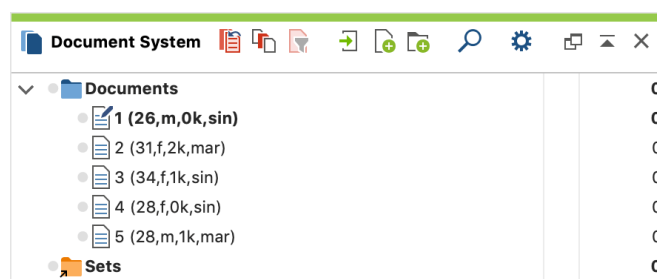 Document System
Documents
1 (26,m,0k,sin)
2 (31,f,2k,mar)
3 (34,f,1k,sin)
4 (28,f,0k,sin)
5 (28,m,1k,mar)
Sets